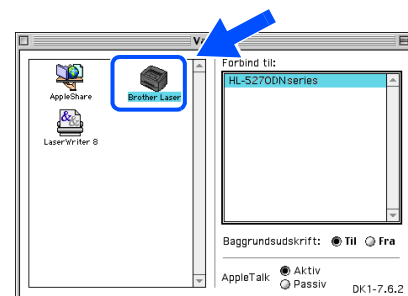 AppleShare
Brother Laser
LaserWriter 8
Forbind til:
HL-5270DN series
Baggrundsudskrift: Til Fra
AppleTalk Aktiv
Passiv
DK1-7.6.2